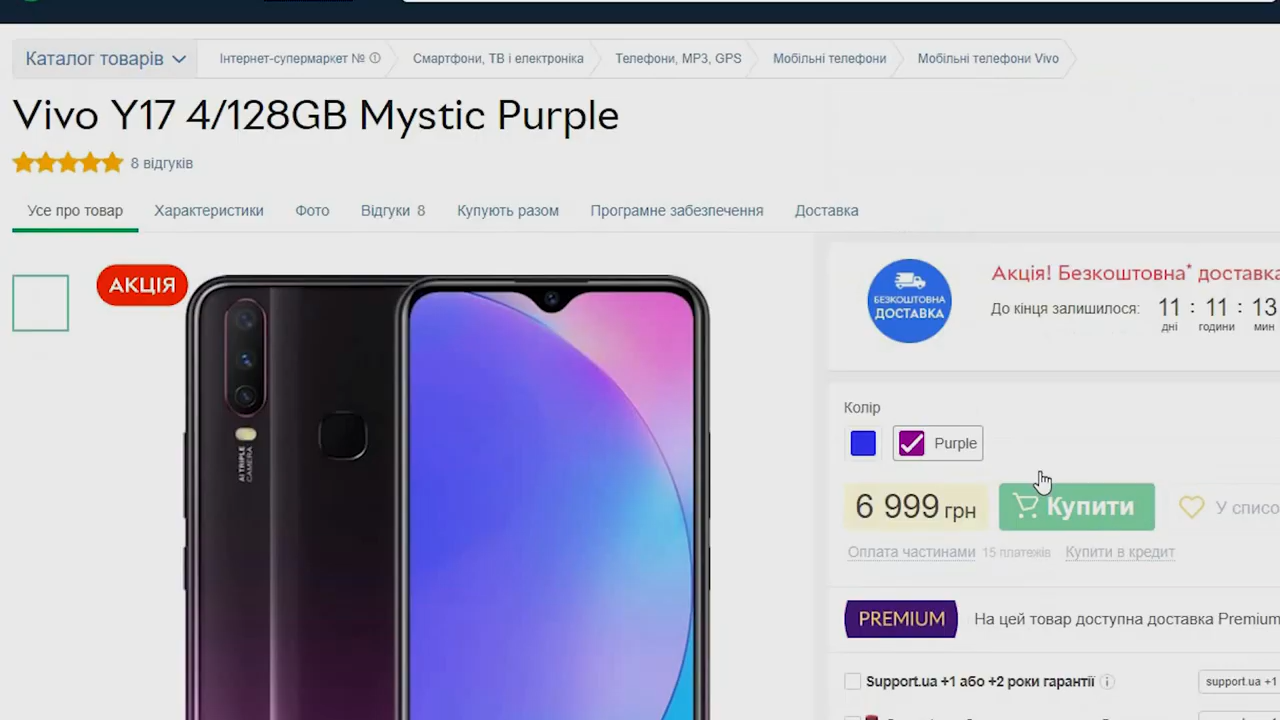 Каталог товарів
Інтернет-супермаркет №
Смартфони, ТВ і електроніка
Телефони, MP3, GPS
Мобільні телефони
Мобільні телефони Vivo
Vivo Y17 4/128GB Mystic Purple
8 відгуків
Усе про товар
Характеристики
Фото
Відгуки 8
Купують разом
Програмне забезпечення
Доставка
АКЦІЯ
AI TRIPLE
CAMERA
БЕЗКОШТОВНА
ДОСТАВКА
Акція! Безкоштовна* доставка
До кінця залишилося:
11 : 11 : 13
дні години мин
Колір
Purple
6 999 грн
Купити
У списо
Оплата частинами 15 платежів Купити в кредит
PREMIUM
На цей товар доступна доставка Premium
Support.ua +1 або +2 роки гарантії
support.ua +1